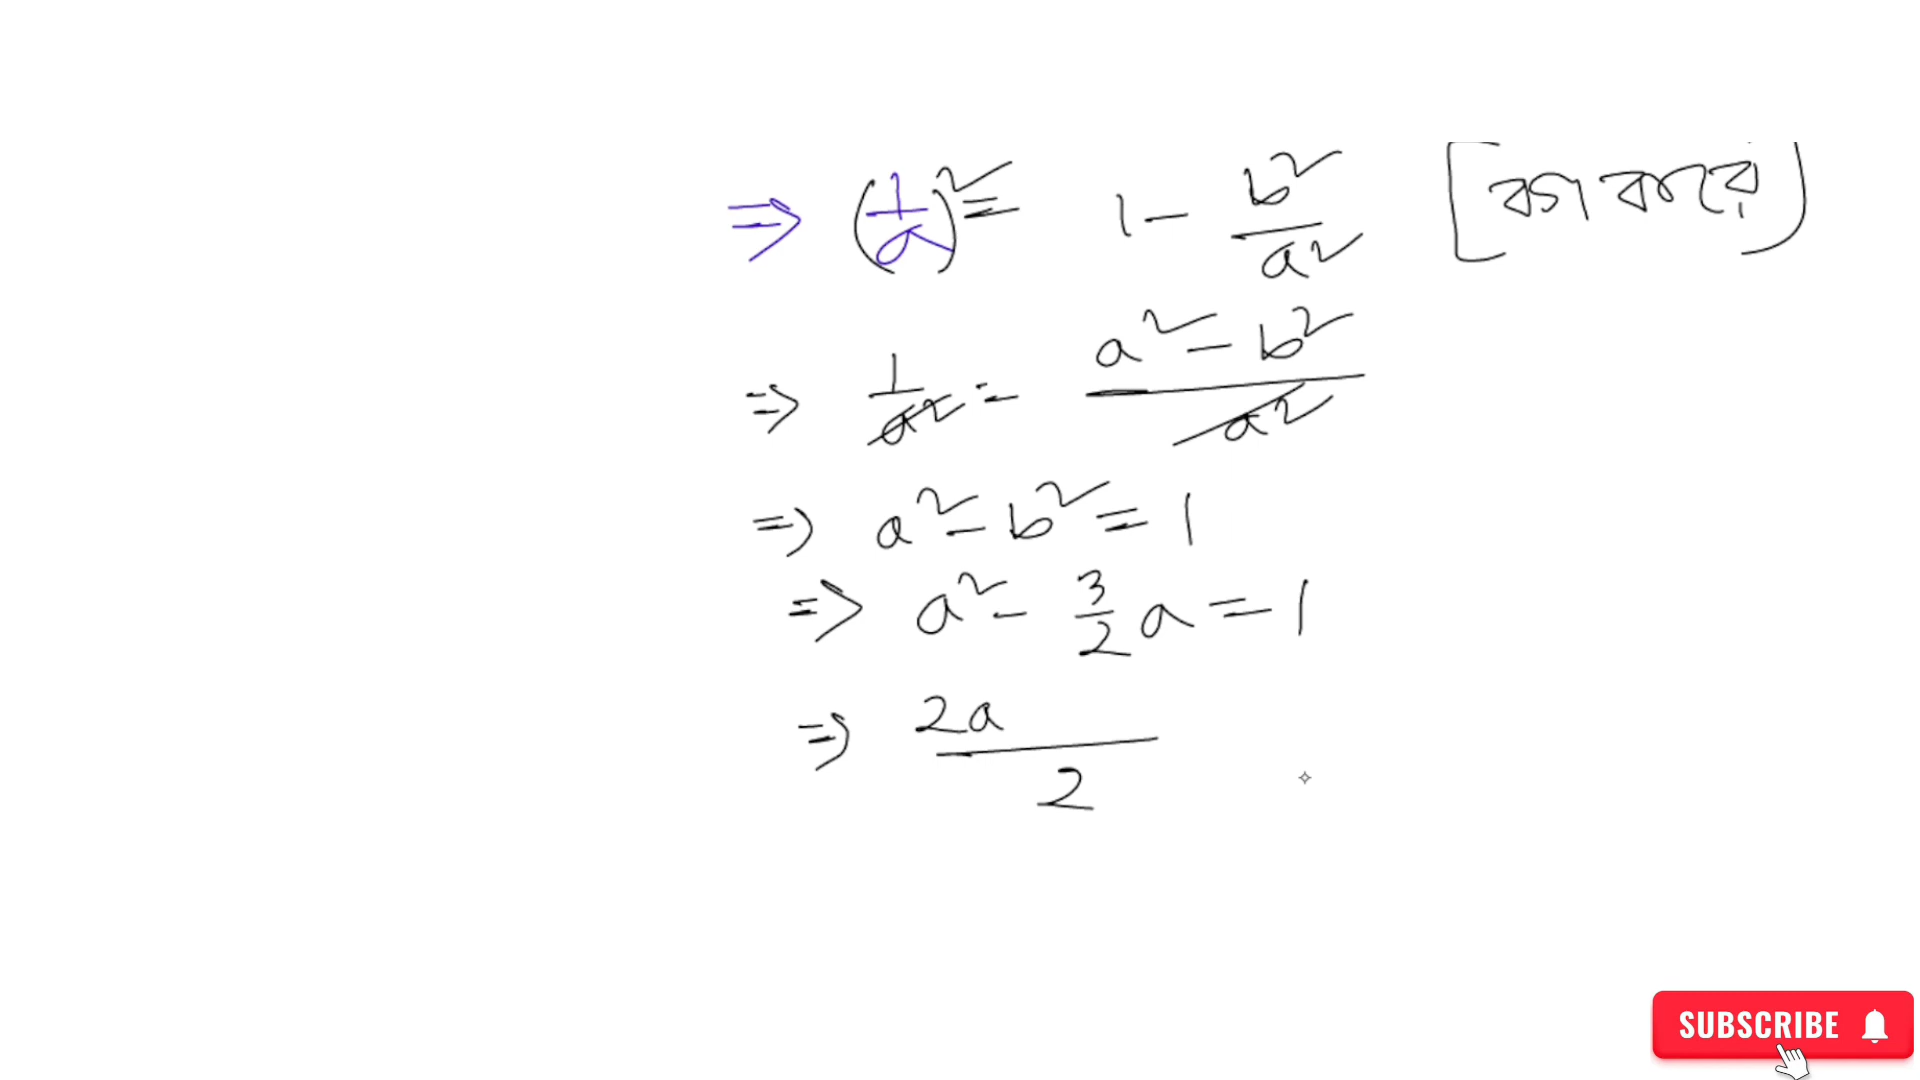 ⇒ (1/a)² = 1 - b²/a² [বর্গ করে]
⇒ 1/a² = (a² - b²)/a²
⇒ a² - b² = 1
⇒ a² - 3/2 a = 1
⇒ 2a/2
SUBSCRIBE